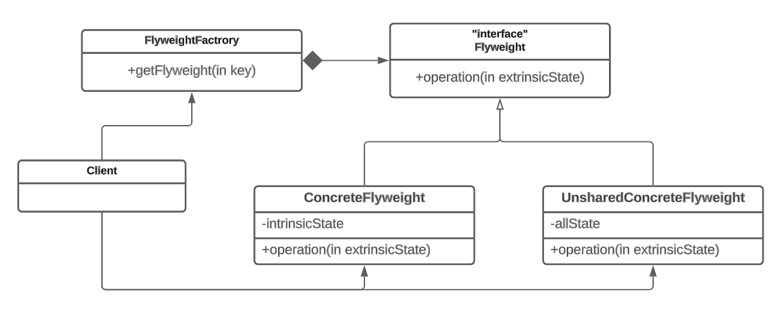 FlyweightFactrory
+getFlyweight(in key)
"interface"
Flyweight
+operation(in extrinsicState)
Client
ConcreteFlyweight
-intrinsicState
+operation(in extrinsicState)
UnsharedConcreteFlyweight
-allState
+operation(in extrinsicState)